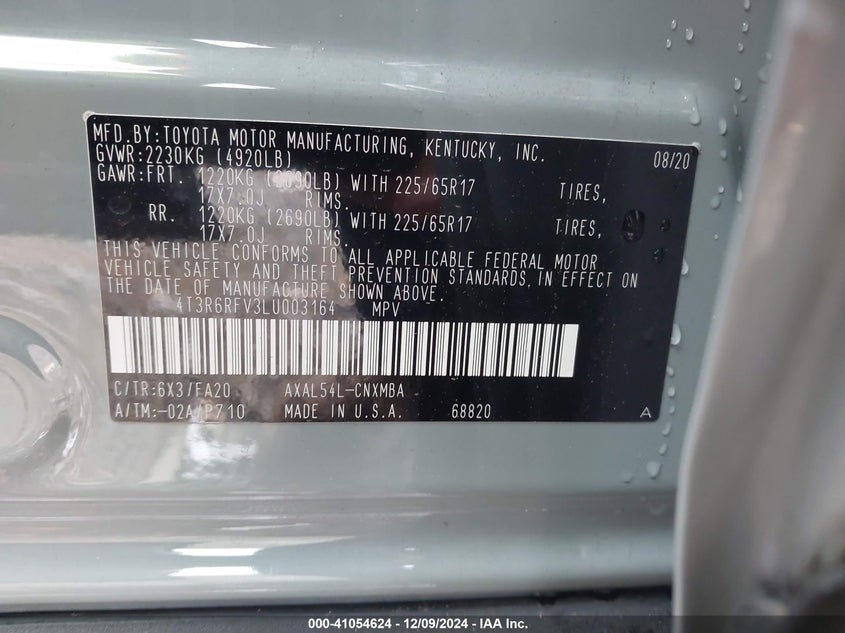 MFD.BY:TOYOTA MOTOR MANUFACTURING, KENTUCKY, INC. 08/20
GVWR:2230KG (4920LB)
GAWR:FRT. 1220KG LB) WITH 225/65R17 TIRES,
17X7.0J RIMS.
RR. 1220KG (2690LB) WITH 225/65R17 TIRES,
17X7.0J RIMS.
THIS VEHICLE CONFORMS TO ALL APPLICABLE FEDERAL MOTOR
VEHICLE SAFETY AND THEFT PREVENTION STANDARDS, IN EFFECT ON
THE DATE OF MANUFACTURE SHOWN ABOVE.
4T3R6RFV3LU003164 MPV
C/TR:6X3/FA20 AXAL54L-CNXMBA
A/TM:-02A/P710 MADE IN U.S.A. 68820 A
000-41054624 / 12/09/2024 - IAA Inc.